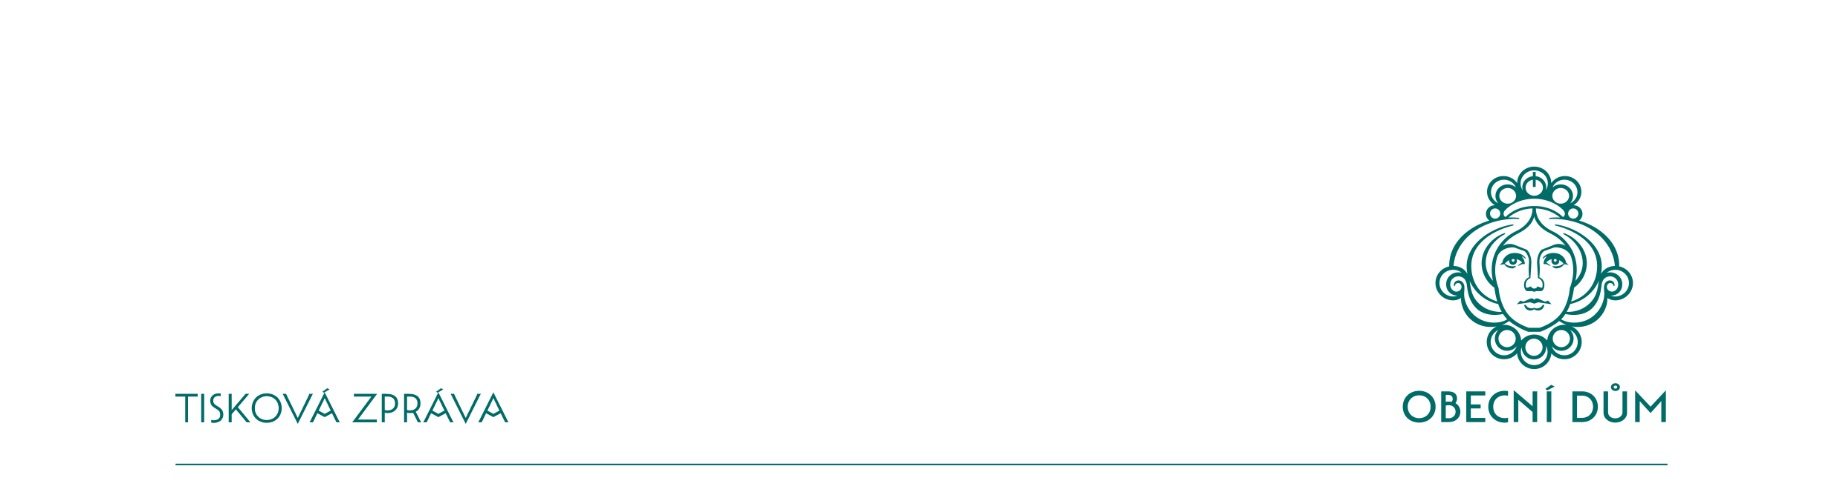 TISKOVÁ ZPRÁVA
OBECNÍ DŮM